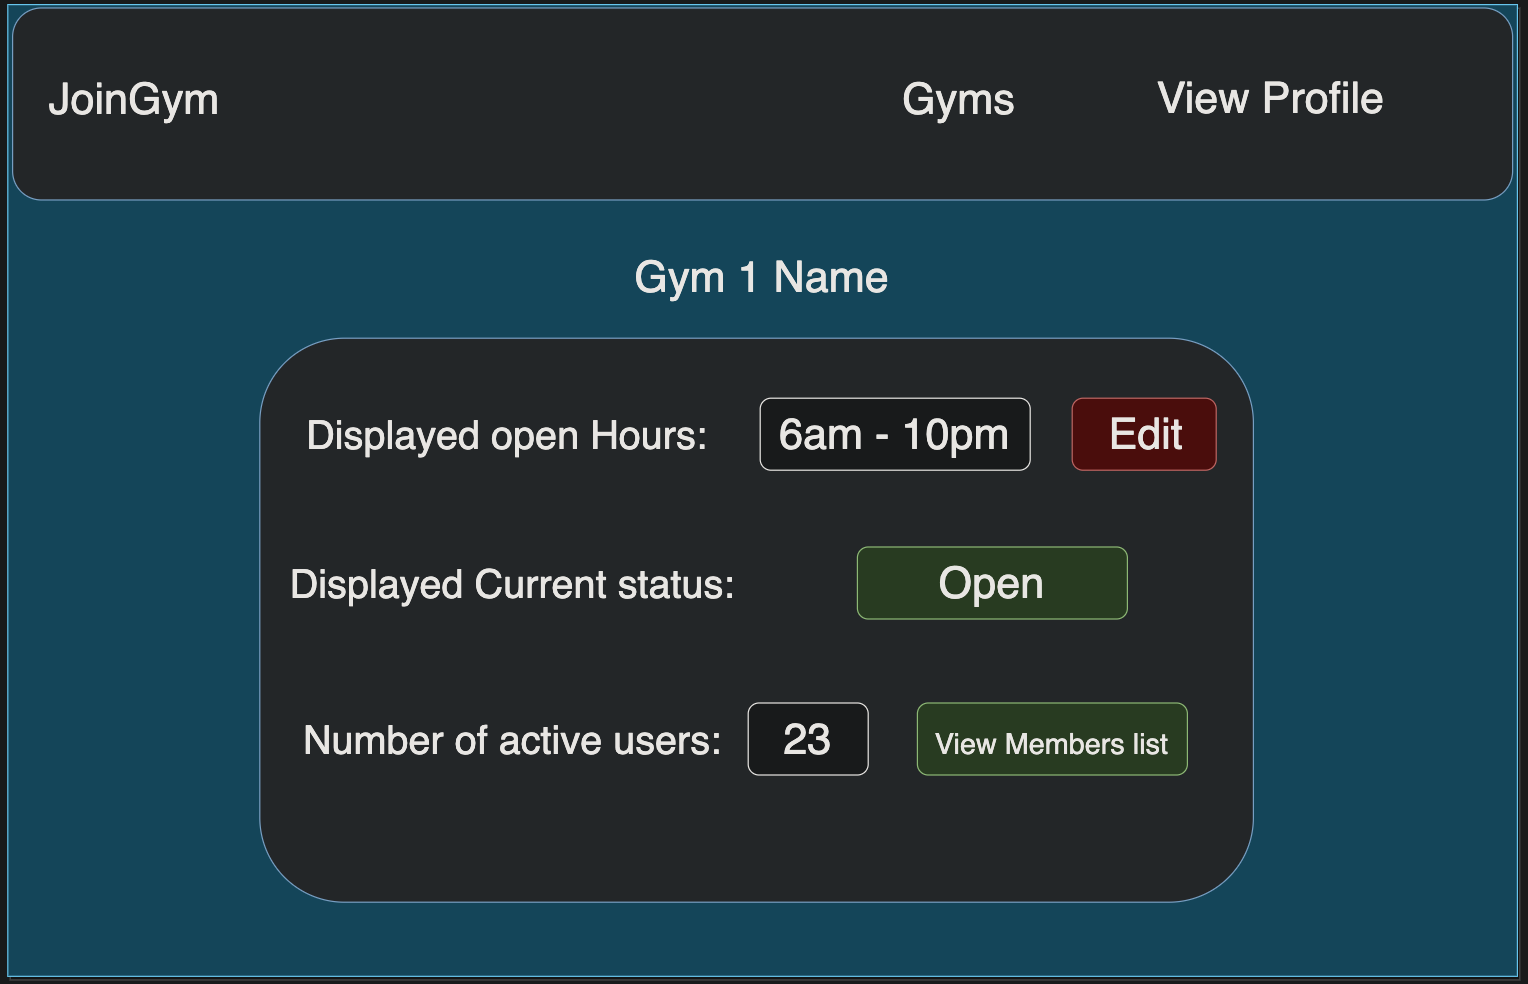 JoinGym Gyms View Profile
Gym 1 Name
Displayed open Hours: 6am - 10pm Edit
Displayed Current status: Open
Number of active users: 23 View Members list